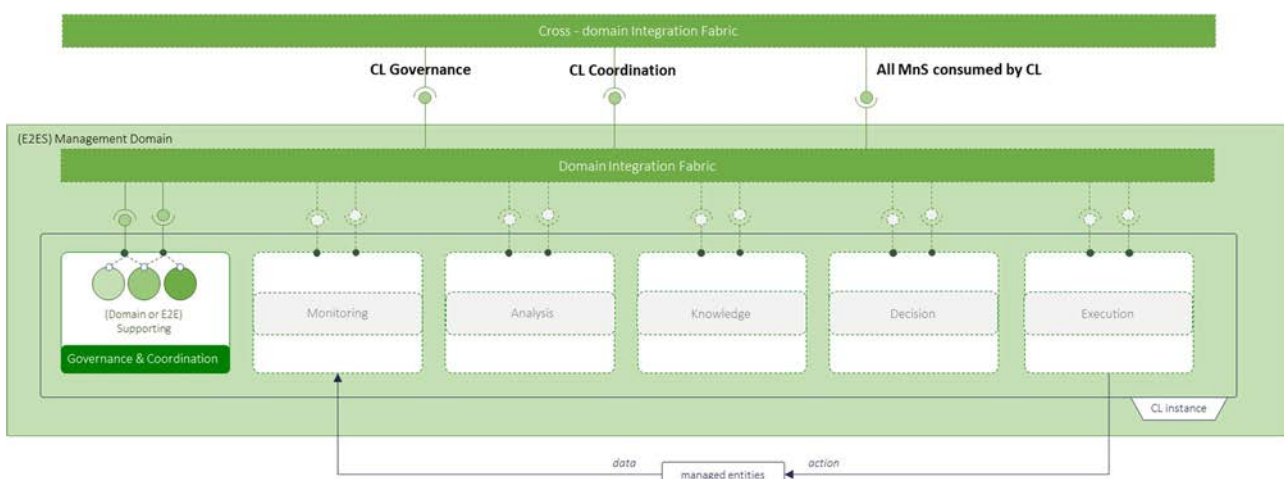 Cross - domain Integration Fabric
CL Governance
CL Coordination
All MnS consumed by CL
(E2ES) Management Domain
Domain Integration Fabric
(Domain or E2E)
Supporting
Governance & Coordination
Monitoring
Analysis
Knowledge
Decision
Execution
CL instance
data
managed entities
action